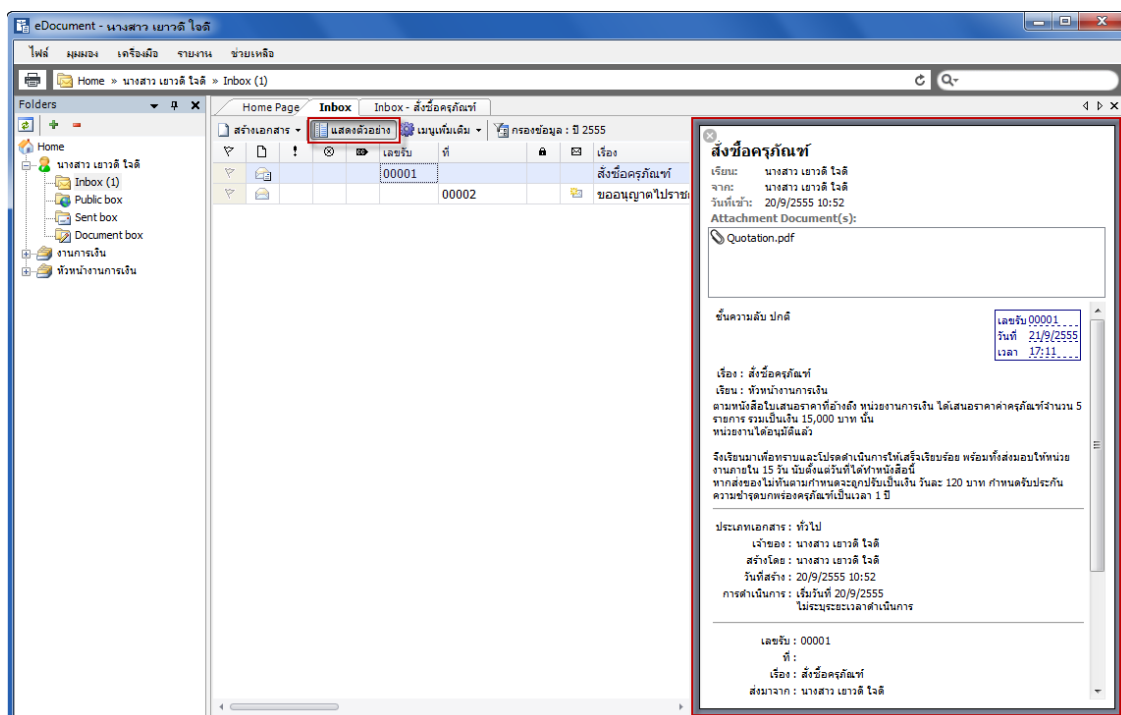 eDocument - นางสาว เยาวดี ใจดี
ไฟล์ มุมมอง เครื่องมือ รายงาน ช่วยเหลือ
Home » นางสาว เยาวดี ใจดี » Inbox (1)
Folders
Home
นางสาว เยาวดี ใจดี
Inbox (1)
Public box
Sent box
Document box
งานการเงิน
หัวหน้างานการเงิน
Home Page Inbox Inbox - สั่งซื้อครุภัณฑ์
สร้างเอกสาร แสดงตัวอย่าง เมนูเพิ่มเติม กรองข้อมูล : ปี 2555
เลขรับ ที่ เรื่อง
00001 สั่งซื้อครุภัณฑ์
00002 ขออนุญาตไปราช
สั่งซื้อครุภัณฑ์
เรียน: นางสาว เยาวดี ใจดี
จาก: นางสาว เยาวดี ใจดี
วันที่เข้า: 20/9/2555 10:52
Attachment Document(s):
Quotation.pdf
ชั้นความลับ ปกติ
เลขรับ 00001
วันที่ 21/9/2555
เวลา 17:11
เรื่อง : สั่งซื้อครุภัณฑ์
เรียน : หัวหน้างานการเงิน
ตามหนังสือใบเสนอราคาที่อ้างถึง หน่วยงานการเงิน ได้เสนอราคาค่าครุภัณฑ์จำนวน 5
รายการ รวมเป็นเงิน 15,000 บาท นั้น
หน่วยงานได้อนุมัติแล้ว
จึงเรียนมาเพื่อทราบและโปรดดำเนินการให้เสร็จเรียบร้อย พร้อมทั้งส่งมอบให้หน่วย
งานภายใน 15 วัน นับตั้งแต่วันที่ได้ทำหนังสือนี้
หากส่งของไม่ทันตามกำหนดจะถูกปรับเป็นเงิน วันละ 120 บาท กำหนดรับประกัน
ความชำรุดบกพร่องครุภัณฑ์เป็นเวลา 1 ปี
ประเภทเอกสาร : ทั่วไป
เจ้าของ : นางสาว เยาวดี ใจดี
สร้างโดย : นางสาว เยาวดี ใจดี
วันที่สร้าง : 20/9/2555 10:52
การดำเนินการ : เริ่มวันที่ 20/9/2555
ไม่ระบุระยะเวลาดำเนินการ
เลขรับ : 00001
ที่ :
เรื่อง : สั่งซื้อครุภัณฑ์
ส่งมาจาก : นางสาว เยาวดี ใจดี